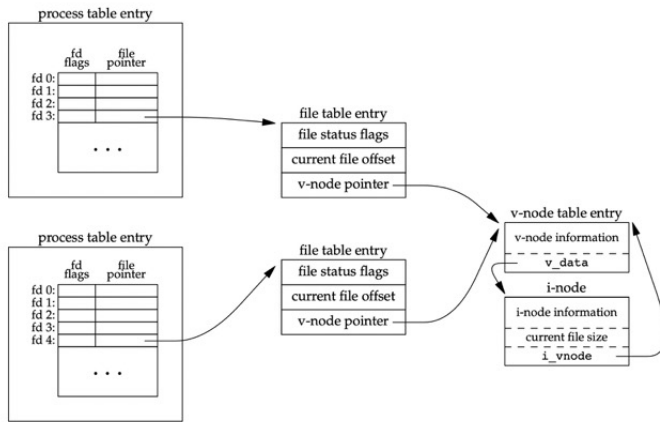 process table entry
fd flags
file pointer
fd 0:
fd 1:
fd 2:
fd 3:
. . .
file table entry
file status flags
current file offset
v-node pointer
process table entry
fd flags
file pointer
fd 0:
fd 1:
fd 2:
fd 3:
fd 4:
. . .
file table entry
file status flags
current file offset
v-node pointer
v-node table entry
v-node information
v_data
i-node
i-node information
current file size
i_vnode